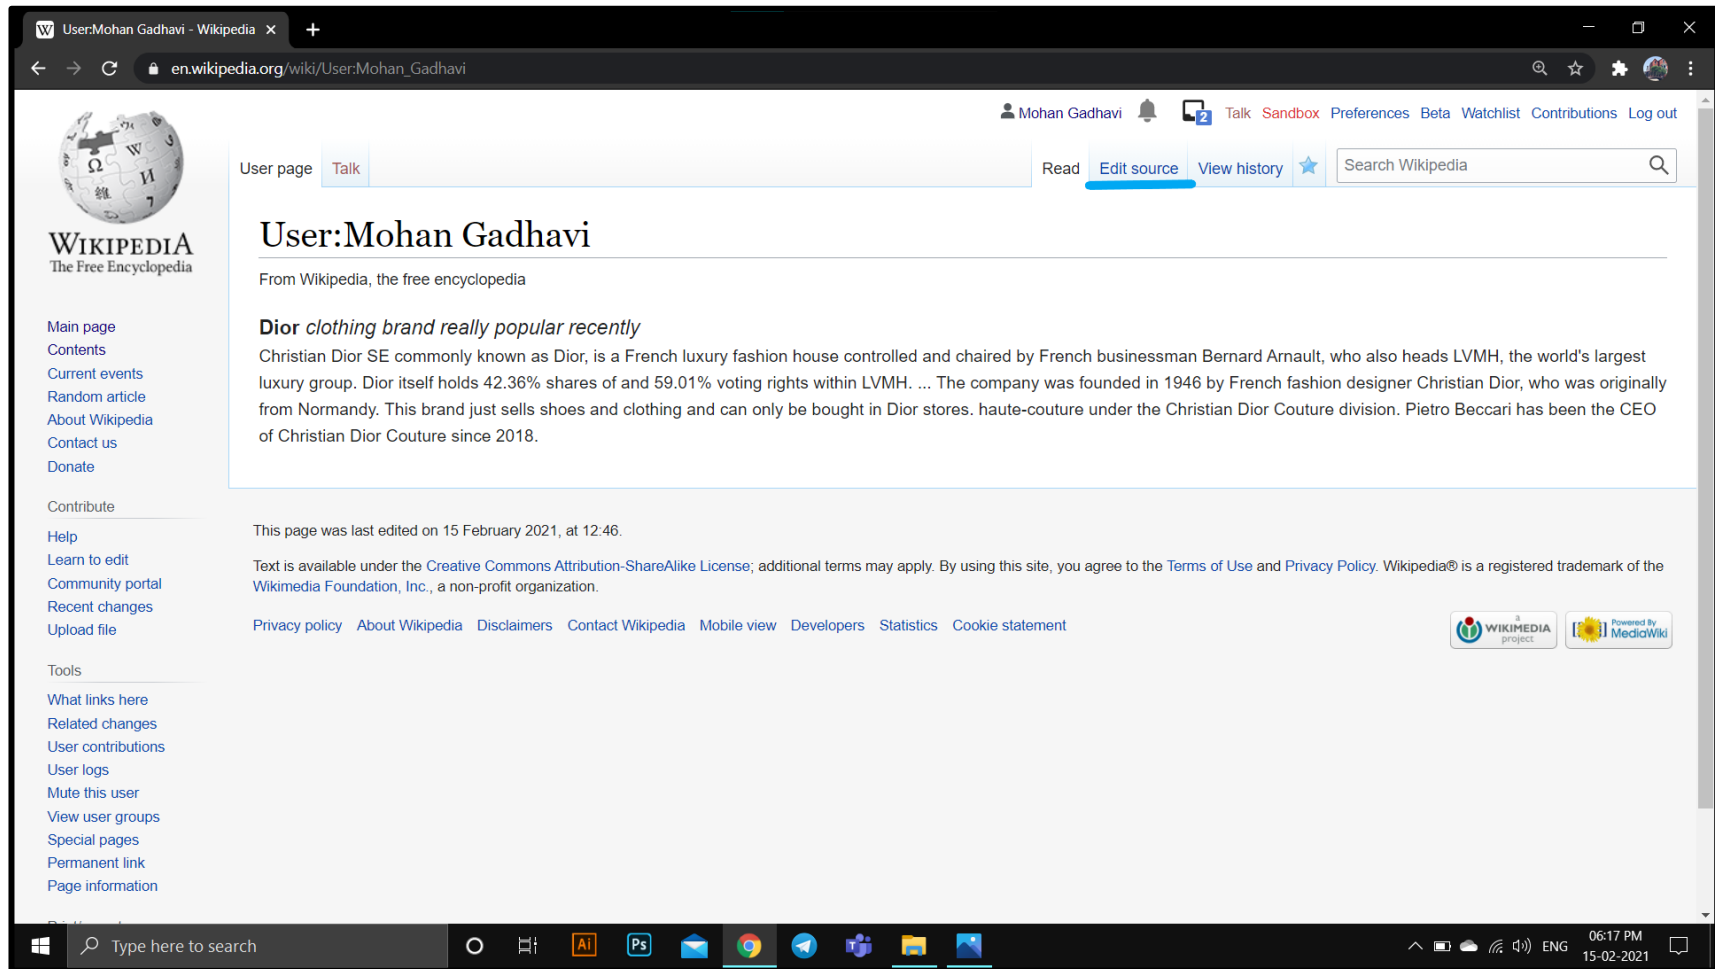 User:Mohan Gadhavi - Wikipedia
en.wikipedia.org/wiki/User:Mohan_Gadhavi
Mohan Gadhavi 2 Talk Sandbox Preferences Beta Watchlist Contributions Log out
User page Talk Read Edit source View history Search Wikipedia
WIKIPEDIA
The Free Encyclopedia
User:Mohan Gadhavi
From Wikipedia, the free encyclopedia
Dior clothing brand really popular recently
Christian Dior SE commonly known as Dior, is a French luxury fashion house controlled and chaired by French businessman Bernard Arnault, who also heads LVMH, the world's largest
luxury group. Dior itself holds 42.36% shares of and 59.01% voting rights within LVMH. ... The company was founded in 1946 by French fashion designer Christian Dior, who was originally
from Normandy. This brand just sells shoes and clothing and can only be bought in Dior stores. haute-couture under the Christian Dior Couture division. Pietro Beccari has been the CEO
of Christian Dior Couture since 2018.
This page was last edited on 15 February 2021, at 12:46.
Text is available under the Creative Commons Attribution-ShareAlike License; additional terms may apply. By using this site, you agree to the Terms of Use and Privacy Policy. Wikipedia® is a registered trademark of the
Wikimedia Foundation, Inc., a non-profit organization.
Privacy policy About Wikipedia Disclaimers Contact Wikipedia Mobile view Developers Statistics Cookie statement
a
WIKIMEDIA
project
Powered By
MediaWiki
Main page
Contents
Current events
Random article
About Wikipedia
Contact us
Donate
Contribute
Help
Learn to edit
Community portal
Recent changes
Upload file
Tools
What links here
Related changes
User contributions
User logs
Mute this user
View user groups
Special pages
Permanent link
Page information
Type here to search
Ai
Ps
ENG
06:17 PM
15-02-2021